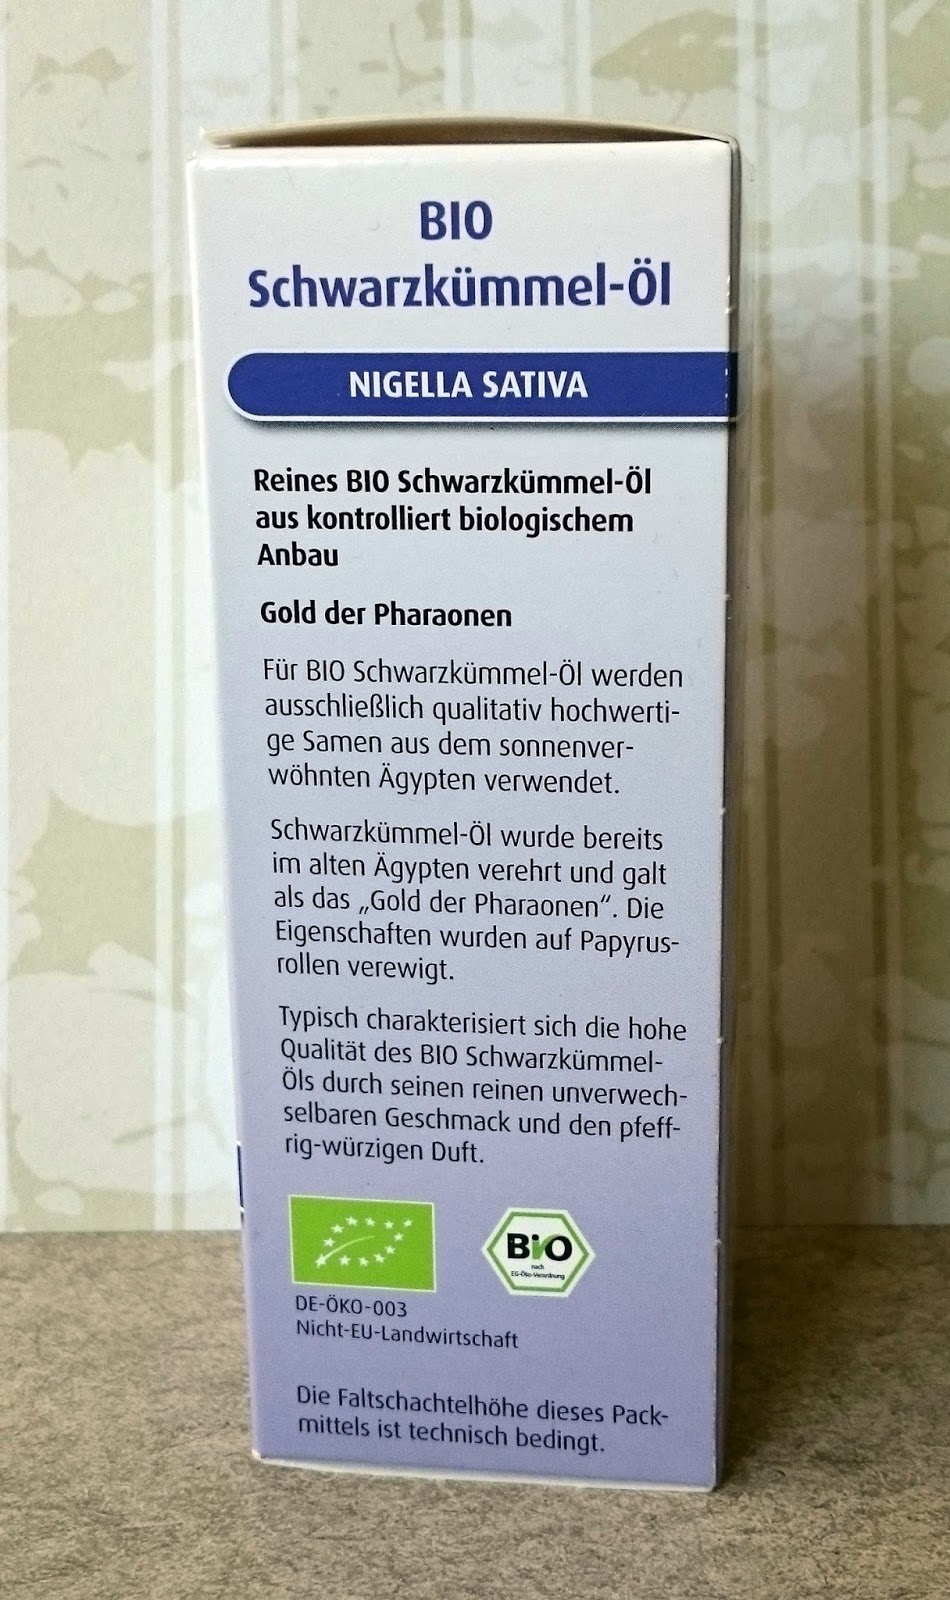 BIO
Schwarzkümmel-Öl
NIGELLA SATIVA
Reines BIO Schwarzkümmel-Öl
aus kontrolliert biologischem
Anbau
Gold der Pharaonen
Für BIO Schwarzkümmel-Öl werden
ausschließlich qualitativ hochwerti-
ge Samen aus dem sonnenver-
wöhnten Ägypten verwendet.
Schwarzkümmel-Öl wurde bereits
im alten Ägypten verehrt und galt
als das „Gold der Pharaonen“. Die
Eigenschaften wurden auf Papyrus-
rollen verewigt.
Typisch charakterisiert sich die hohe
Qualität des BIO Schwarzkümmel-
Öls durch seinen reinen unverwech-
selbaren Geschmack und den pfeff-
rig-würzigen Duft.
BiO
nach
EG-Öko-Verordnung
DE-ÖKO-003
Nicht-EU-Landwirtschaft
Die Faltschachtelhöhe dieses Pack-
mittels ist technisch bedingt.